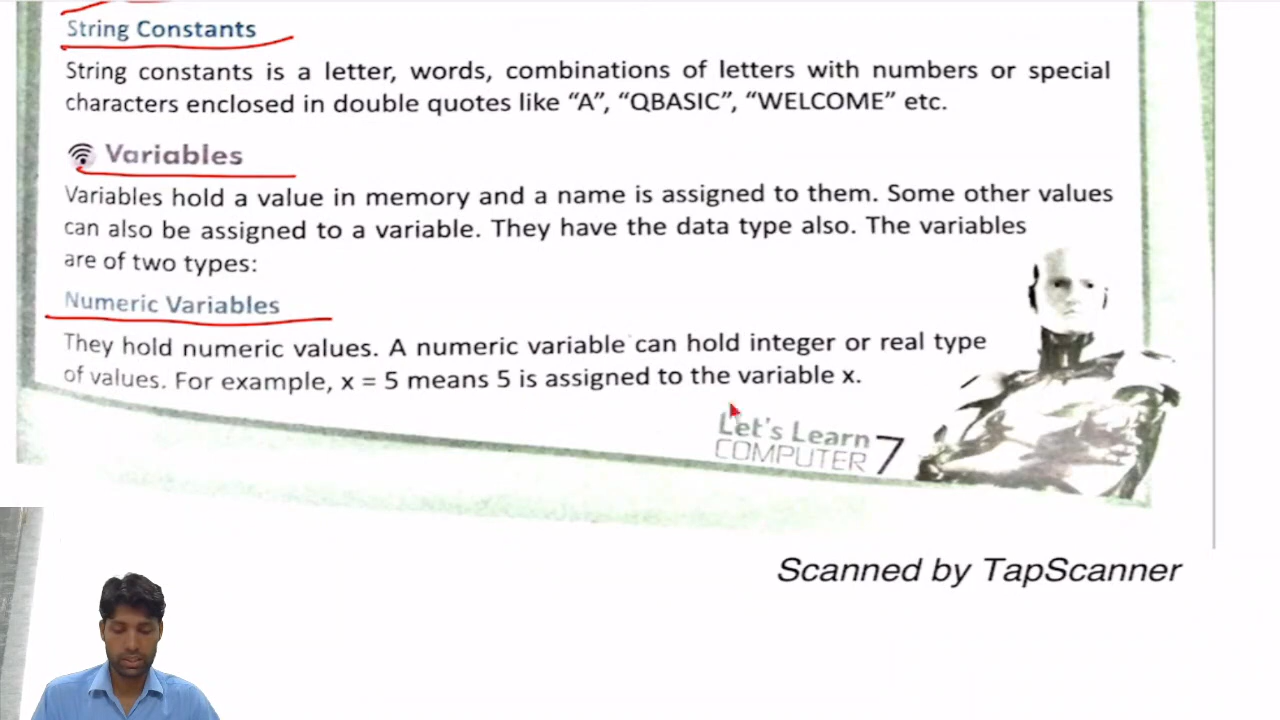 String Constants
String constants is a letter, words, combinations of letters with numbers or special
characters enclosed in double quotes like “A”, “QBASIC”, “WELCOME” etc.
Variables
Variables hold a value in memory and a name is assigned to them. Some other values
can also be assigned to a variable. They have the data type also. The variables
are of two types:
Numeric Variables
They hold numeric values. A numeric variable can hold integer or real type
of values. For example, x = 5 means 5 is assigned to the variable x.
Let's Learn
COMPUTER 7
Scanned by TapScanner